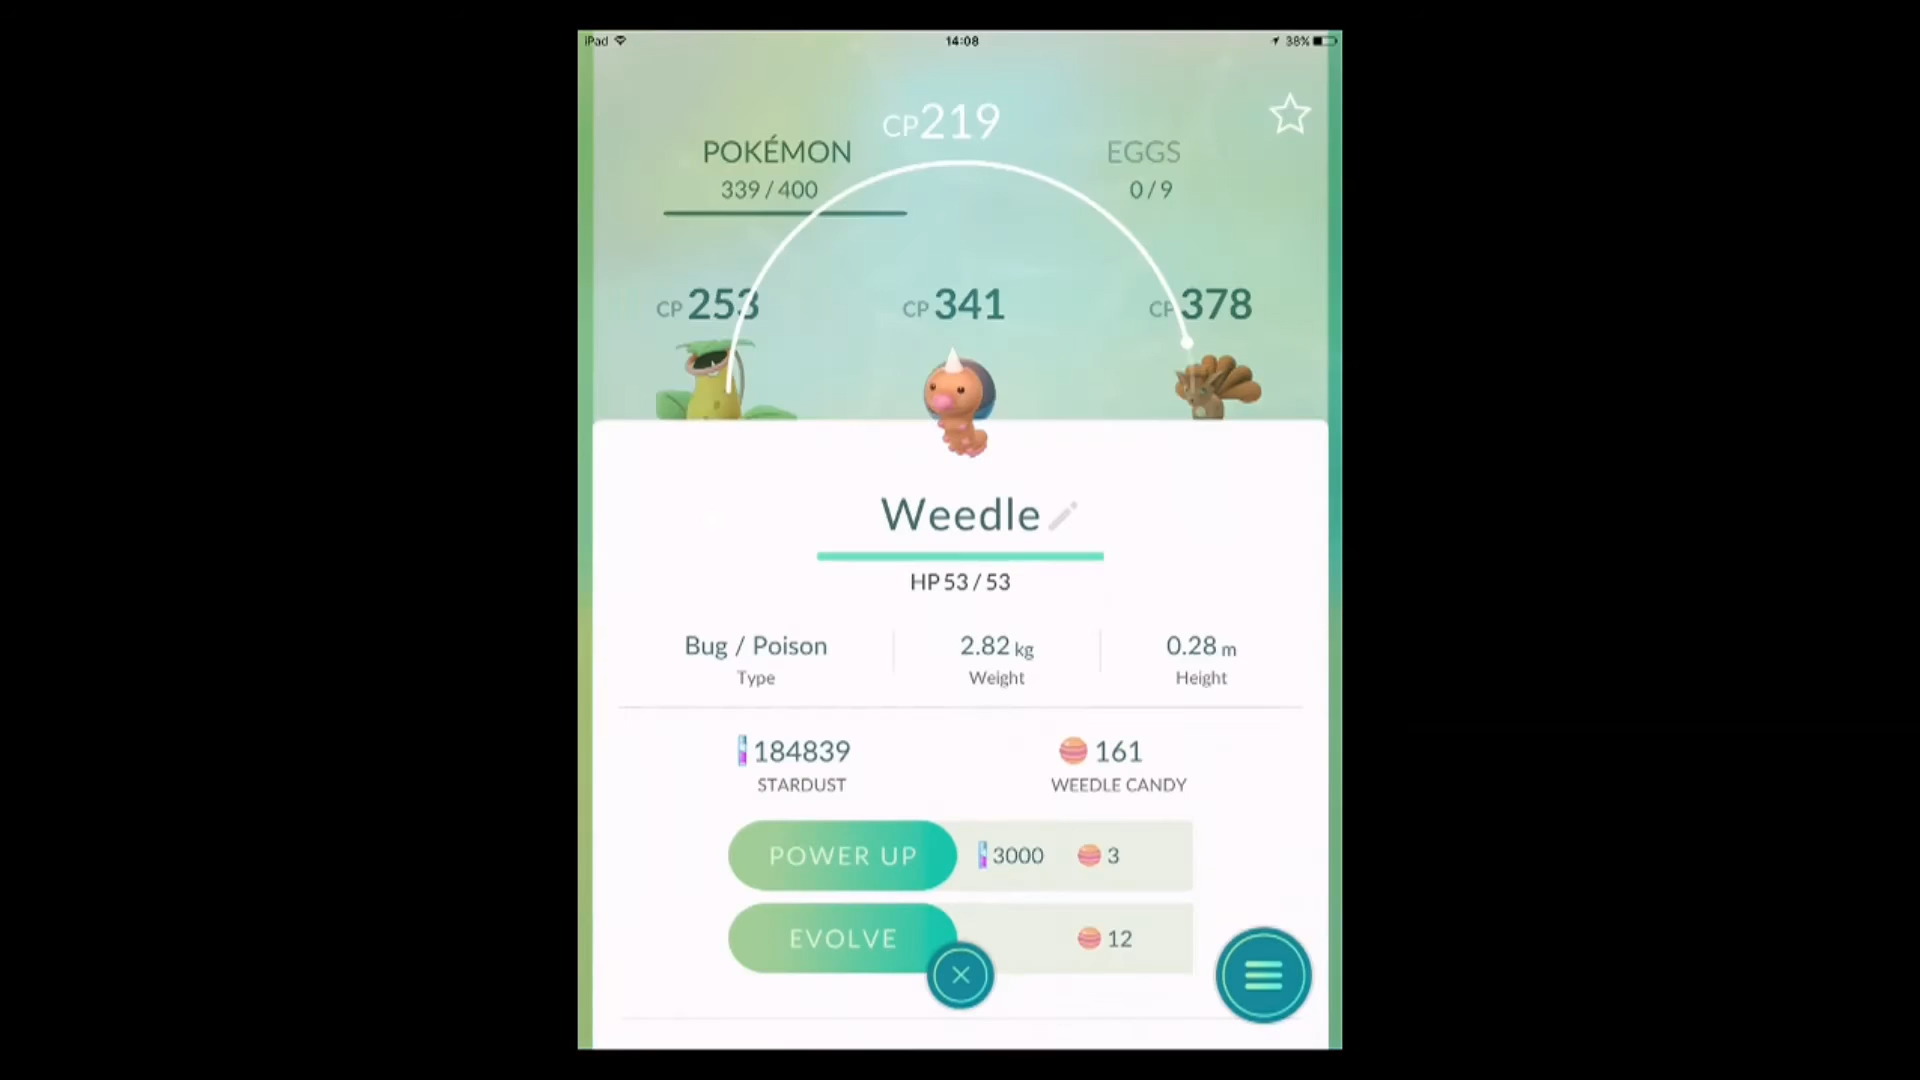 iPad 14:08 38%
CP219
POKÉMON EGGS
339 / 400 0 / 9
CP 253 CP 341 CP 378
Weedle
HP 53 / 53
Bug / Poison 2.82 kg 0.28 m
Type Weight Height
184839 161
STARDUST WEEDLE CANDY
POWER UP 3000 3
EVOLVE 12